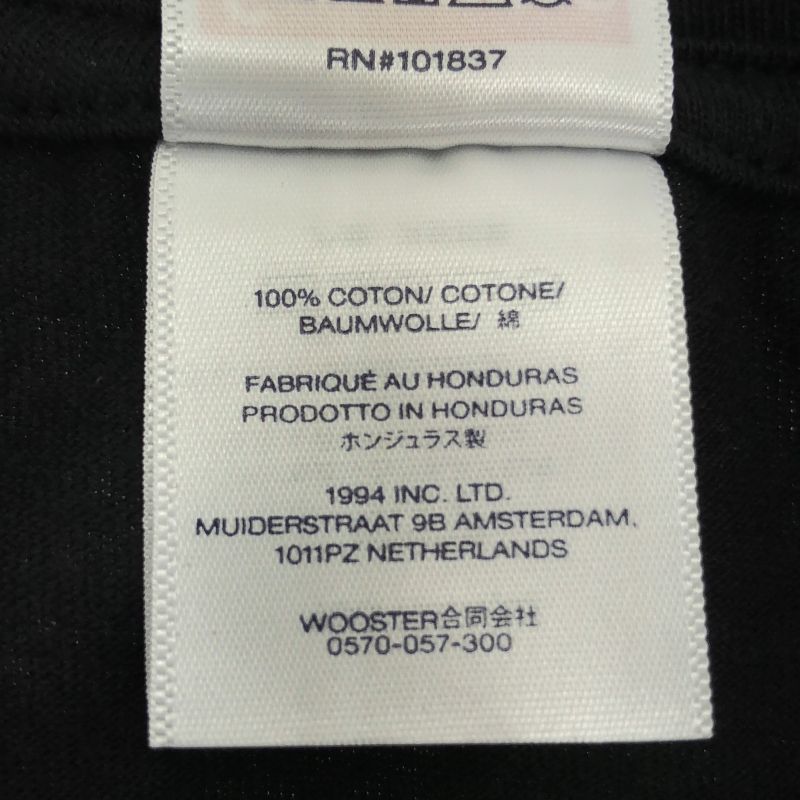 RN#101837
100% COTON/ COTONE/
BAUMWOLLE/ 綿
FABRIQUÉ AU HONDURAS
PRODOTTO IN HONDURAS
ホンジュラス製
1994 INC. LTD.
MUIDERSTRAAT 9B AMSTERDAM,
1011PZ NETHERLANDS
WOOSTER合同会社
0570-057-300